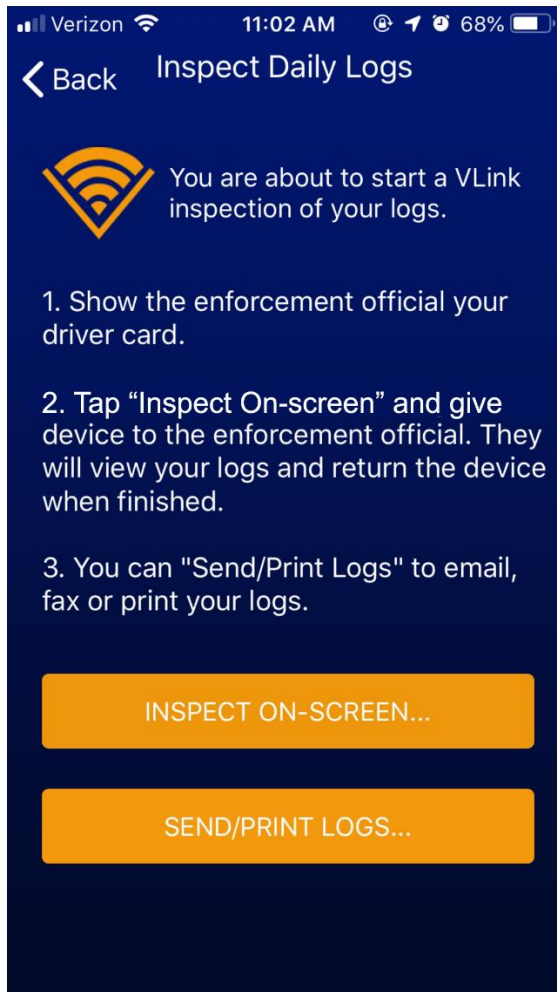 Verizon 11:02 AM 68%
Back Inspect Daily Logs
You are about to start a VLink
inspection of your logs.
1. Show the enforcement official your
driver card.
2. Tap “Inspect On-screen” and give
device to the enforcement official. They
will view your logs and return the device
when finished.
3. You can "Send/Print Logs" to email,
fax or print your logs.
INSPECT ON-SCREEN...
SEND/PRINT LOGS...